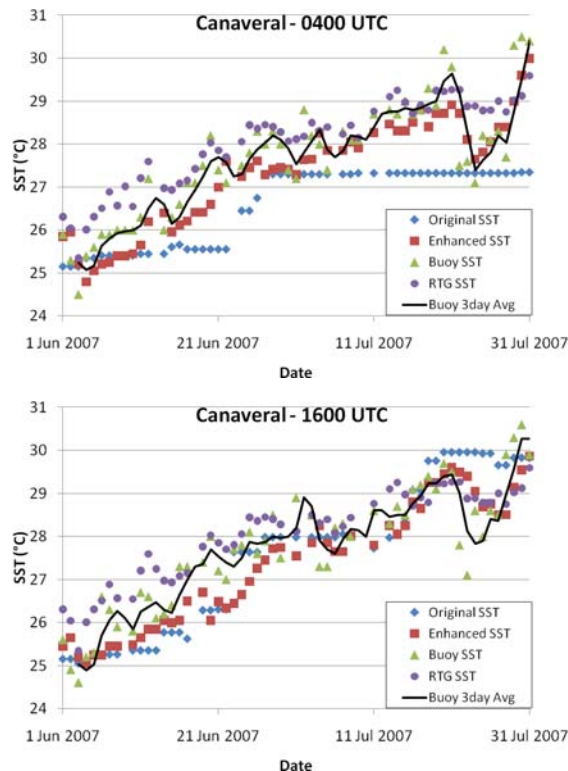 Canaveral - 0400 UTC
31
30
29
28
27
26
25
24
SST (°C)
Original SST
Enhanced SST
Buoy SST
RTG SST
Buoy 3day Avg
1 Jun 2007
21 Jun 2007
11 Jul 2007
31 Jul 2007
Date
Canaveral - 1600 UTC
31
30
29
28
27
26
25
24
SST (°C)
Original SST
Enhanced SST
Buoy SST
RTG SST
Buoy 3day Avg
1 Jun 2007
21 Jun 2007
11 Jul 2007
31 Jul 2007
Date